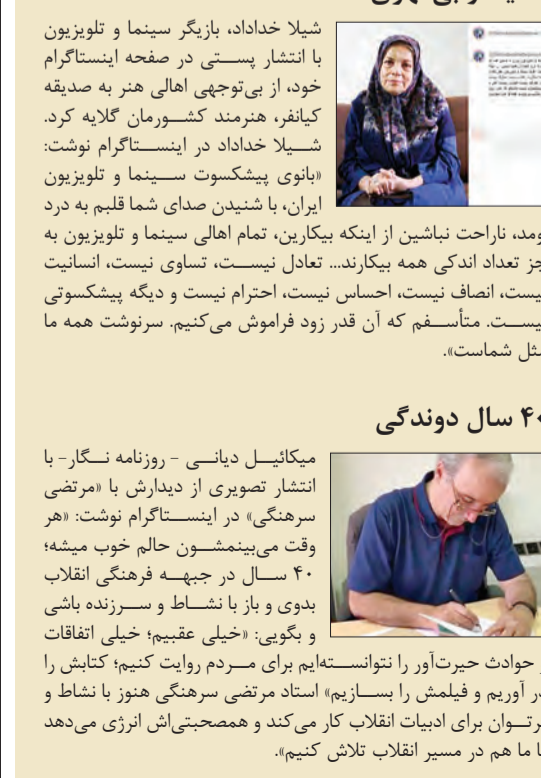 شیلا خداداد، بازیگر سینما و تلویزیون
با انتشار پستی در صفحه اینستاگرام
خود، از بی‌توجهی اهالی هنر به صدیقه
کیانفر، هنرمند کشورمان گلایه کرد.
شیلا خداداد در اینستاگرام نوشت:
«بانوی پیشکسوت سینما و تلویزیون
ایران، با شنیدن صدای شما قلبم به درد
ومد، ناراحت نباشین از اینکه بیکارین، تمام اهالی سینما و تلویزیون به
جز تعداد اندکی همه بیکارند... تعادل نیست، تساوی نیست، انسانیت
نیست، انصاف نیست، احساس نیست، احترام نیست و دیگه پیشکسوتی
نیست. متأسفم که آن قدر زود فراموش می‌کنیم. سرنوشت همه ما
مثل شماست».
۴۰ سال دوندگی
میکائیل دیانی - روزنامه نگار- با
انتشار تصویری از دیدارش با «مرتضی
سرهنگی» در اینستاگرام نوشت: «هر
وقت می‌بینمشون حالم خوب میشه؛
۴۰ سال در جبهه فرهنگی انقلاب
بدوی و باز با نشاط و سرزنده باشی
و بگویی: «خیلی عقبیم؛ خیلی اتفاقات
و حوادث حیرت‌آور را نتوانسته‌ایم برای مردم روایت کنیم؛ کتابش را
در آوریم و فیلمش را بسازیم» استاد مرتضی سرهنگی هنوز با نشاط و
پرتوان برای ادبیات انقلاب کار می‌کند و همصحبتی‌اش انرژی می‌دهد
تا ما هم در مسیر انقلاب تلاش کنیم».